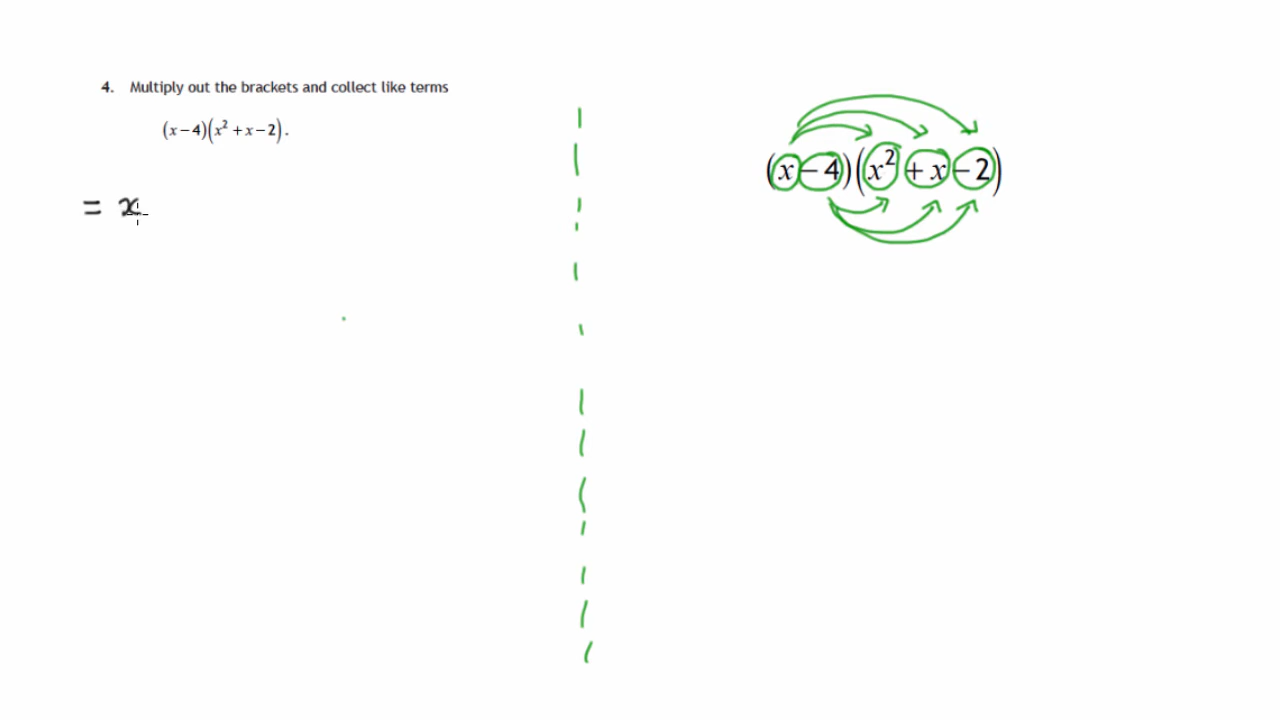 4. Multiply out the brackets and collect like terms
(x−4)(x²+x−2).
= x
(x−4)(x²+x−2)